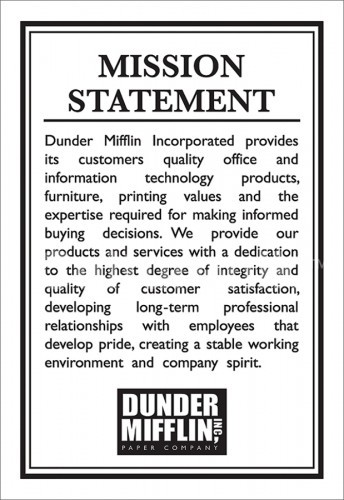 MISSION
STATEMENT
Dunder Mifflin Incorporated provides
its customers quality office and
information technology products,
furniture, printing values and the
expertise required for making informed
buying decisions. We provide our
products and services with a dedication
to the highest degree of integrity and
quality of customer satisfaction,
developing long-term professional
relationships with employees that
develop pride, creating a stable working
environment and company spirit.
DUNDER
MIFFLIN, INC
PAPER COMPANY